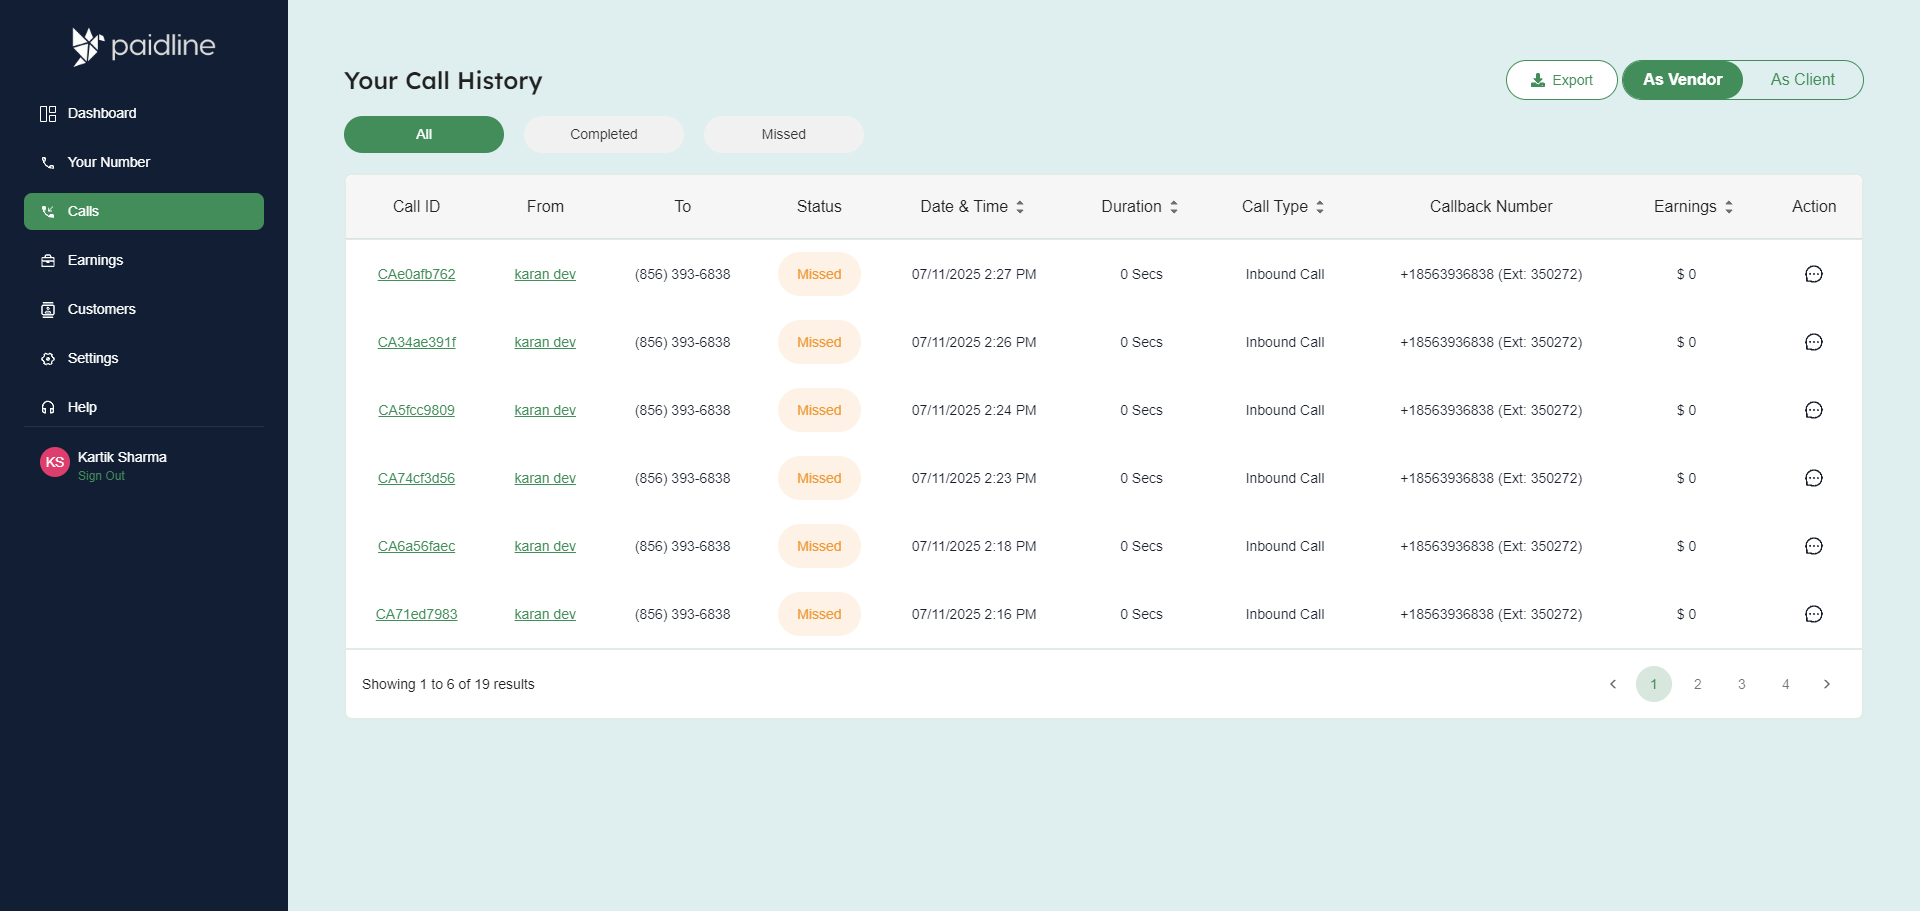 paidline
Dashboard
Your Number
Calls
Earnings
Customers
Settings
Help
KS
Kartik Sharma
Sign Out
Your Call History
Export
As Vendor
As Client
All
Completed
Missed
Call ID From To Status Date & Time Duration Call Type Callback Number Earnings Action
CAe0afb762 karan dev (856) 393-6838 Missed 07/11/2025 2:27 PM 0 Secs Inbound Call +18563936838 (Ext: 350272) $ 0
CA34ae391f karan dev (856) 393-6838 Missed 07/11/2025 2:26 PM 0 Secs Inbound Call +18563936838 (Ext: 350272) $ 0
CA5fcc9809 karan dev (856) 393-6838 Missed 07/11/2025 2:24 PM 0 Secs Inbound Call +18563936838 (Ext: 350272) $ 0
CA74cf3d56 karan dev (856) 393-6838 Missed 07/11/2025 2:23 PM 0 Secs Inbound Call +18563936838 (Ext: 350272) $ 0
CA6a56faec karan dev (856) 393-6838 Missed 07/11/2025 2:18 PM 0 Secs Inbound Call +18563936838 (Ext: 350272) $ 0
CA71ed7983 karan dev (856) 393-6838 Missed 07/11/2025 2:16 PM 0 Secs Inbound Call +18563936838 (Ext: 350272) $ 0
Showing 1 to 6 of 19 results
1 2 3 4